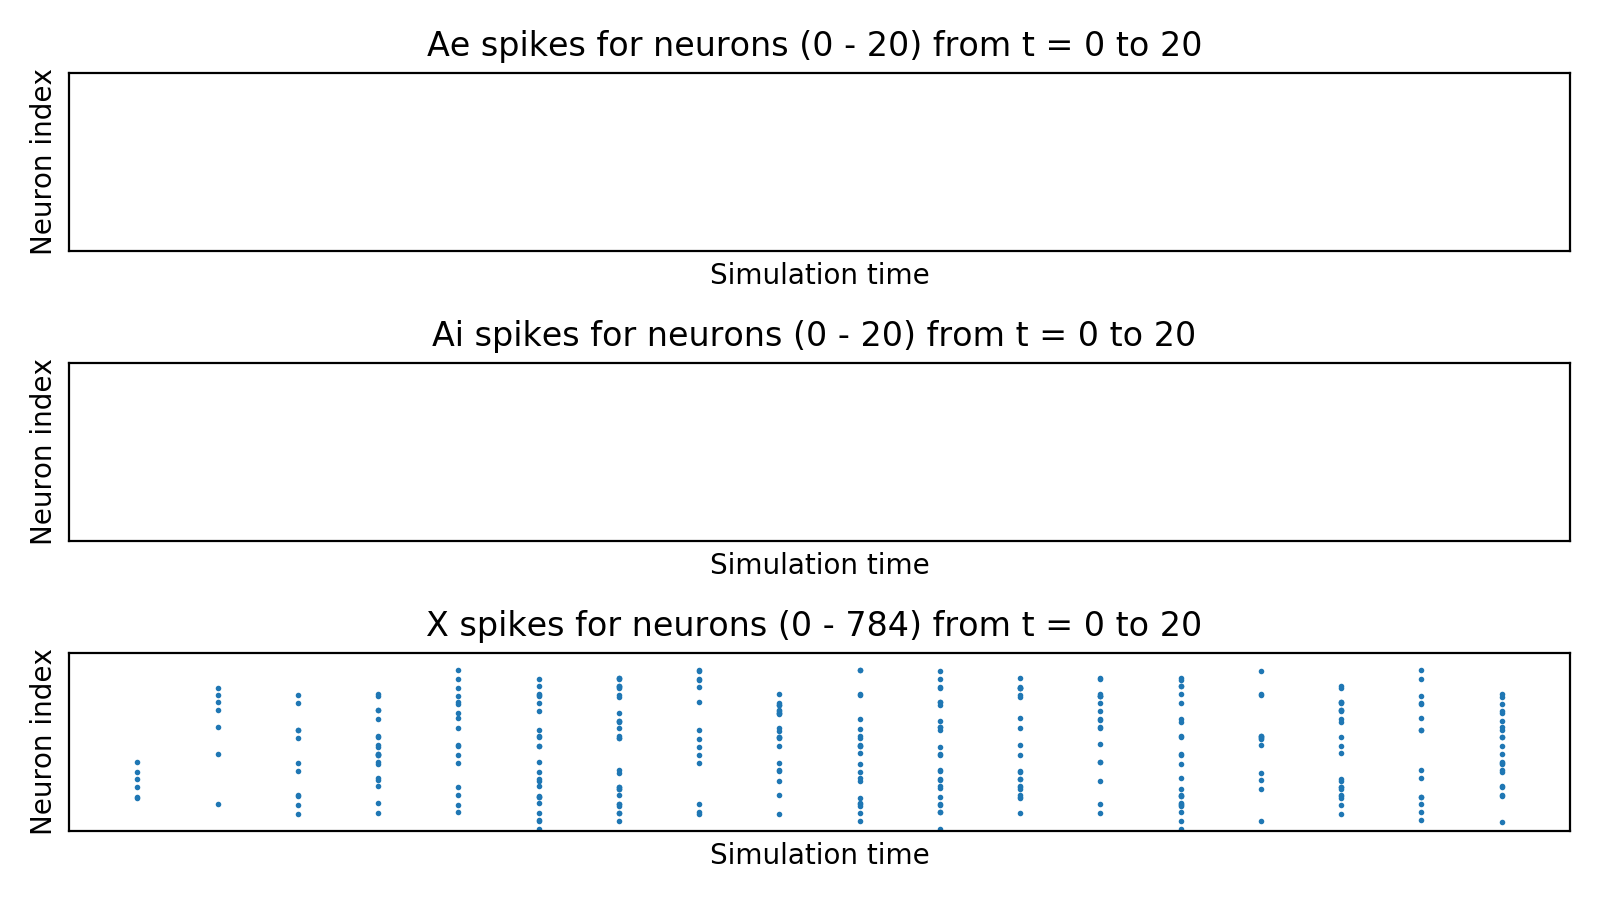 Ae spikes for neurons (0 - 20) from t = 0 to 20
Neuron index
Simulation time
Ai spikes for neurons (0 - 20) from t = 0 to 20
Neuron index
Simulation time
X spikes for neurons (0 - 784) from t = 0 to 20
Neuron index
Simulation time